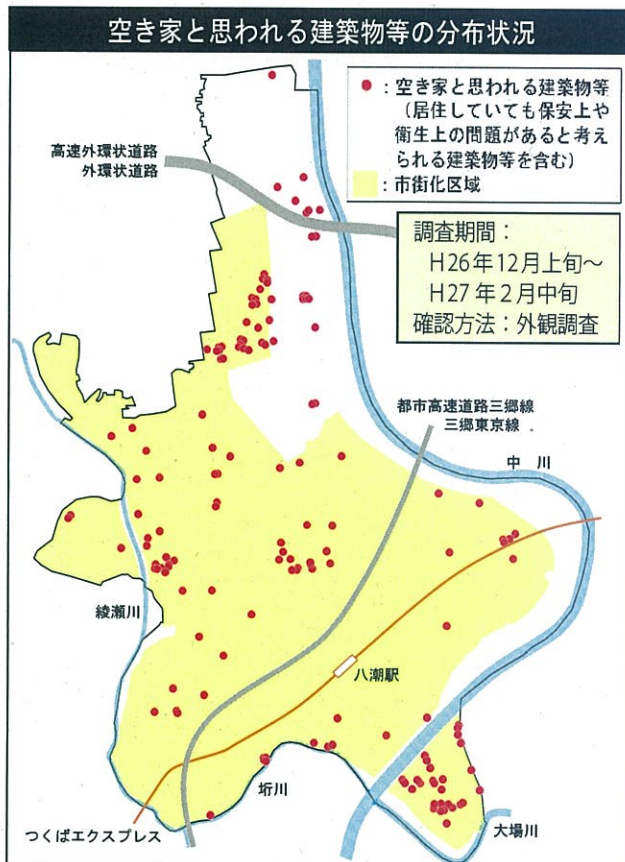 空き家と思われる建築物等の分布状況
●：空き家と思われる建築物等
（居住していても保安上や
衛生上の問題があると考え
られる建築物等を含む）
：市街化区域
高速外環状道路
外環状道路
調査期間：
H26年12月上旬～
H27年2月中旬
確認方法：外観調査
都市高速道路三郷線
三郷東京線
中川
綾瀬川
八潮駅
圻川
つくばエクスプレス
大場川